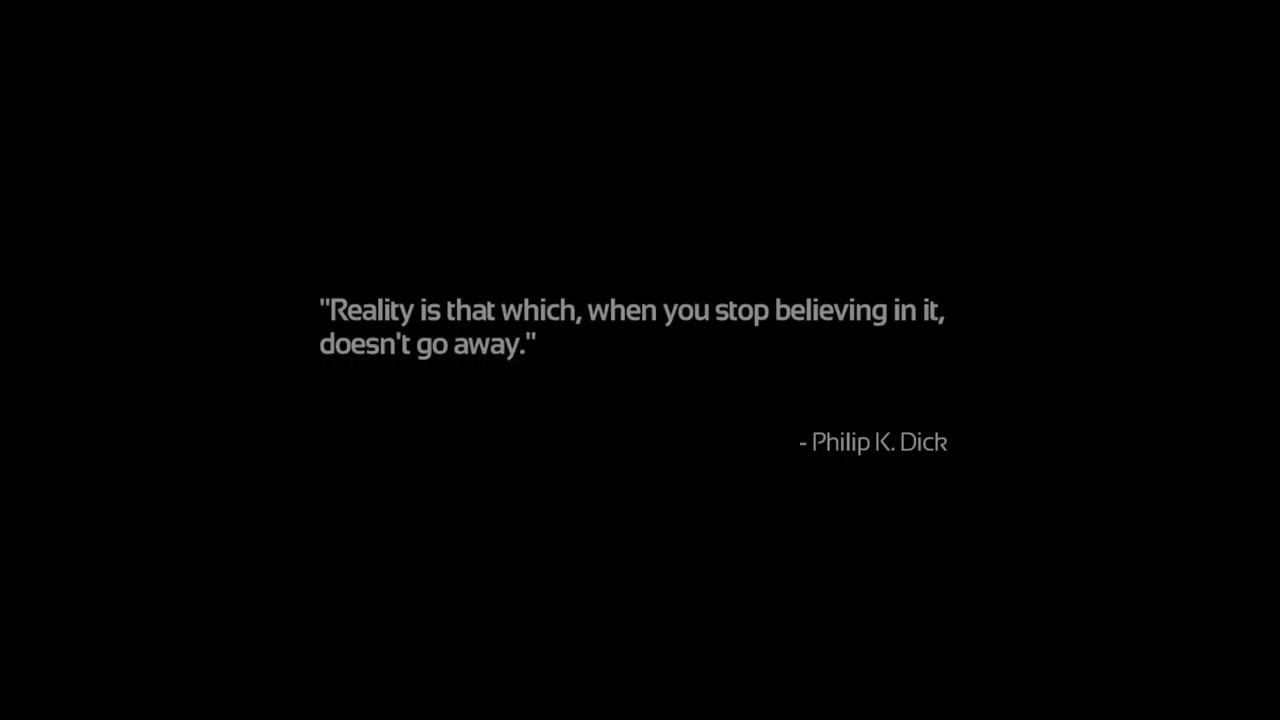 "Reality is that which, when you stop believing in it,
doesn't go away."
- Philip K. Dick